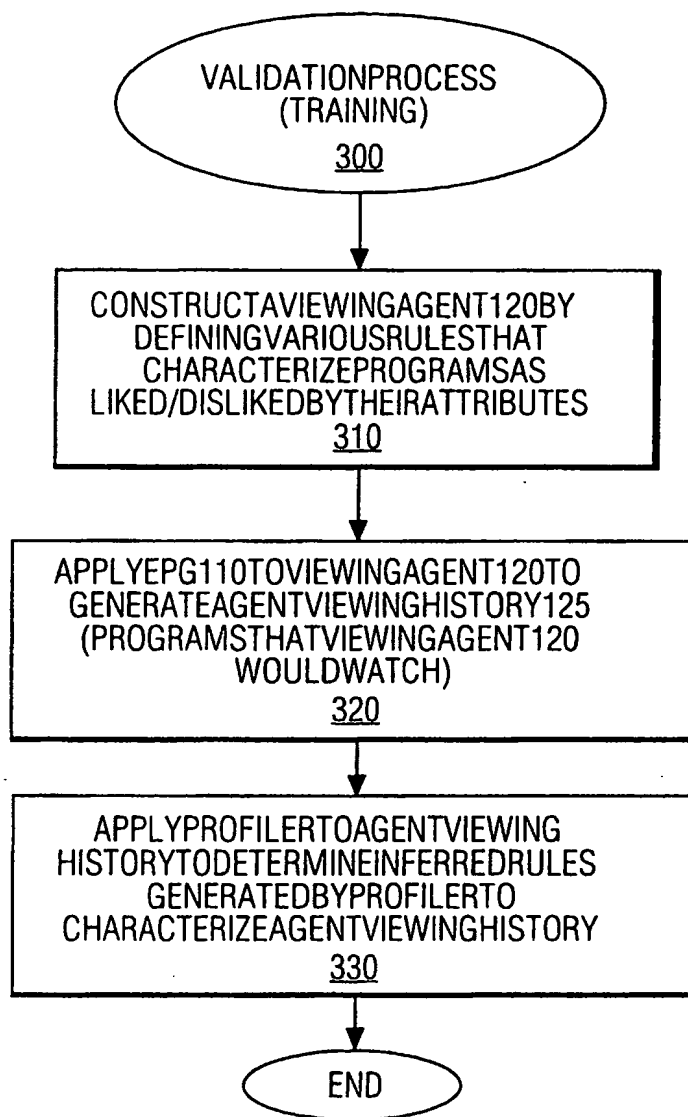 VALIDATIONPROCESS
(TRAINING)
300
CONSTRUCTAVIEWINGAGENT120BY
DEFININGVARIOUSRULESTHAT
CHARACTERIZEPROGRAMSAS
LIKED/DISLIKEDBYTHEIRATTRIBUTES
310
APPLYEPG110TOVIEWINGAGENT120TO
GENERATEAGENTVIEWINGHISTORY125
(PROGRAMSTHATVIEWINGAGENT120
WOULDWATCH)
320
APPLYPROFILERTOAGENTVIEWING
HISTORYTODETERMINEINFERREDRULES
GENERATEDBYPROFILERTO
CHARACTERIZEAGENTVIEWINGHISTORY
330
END